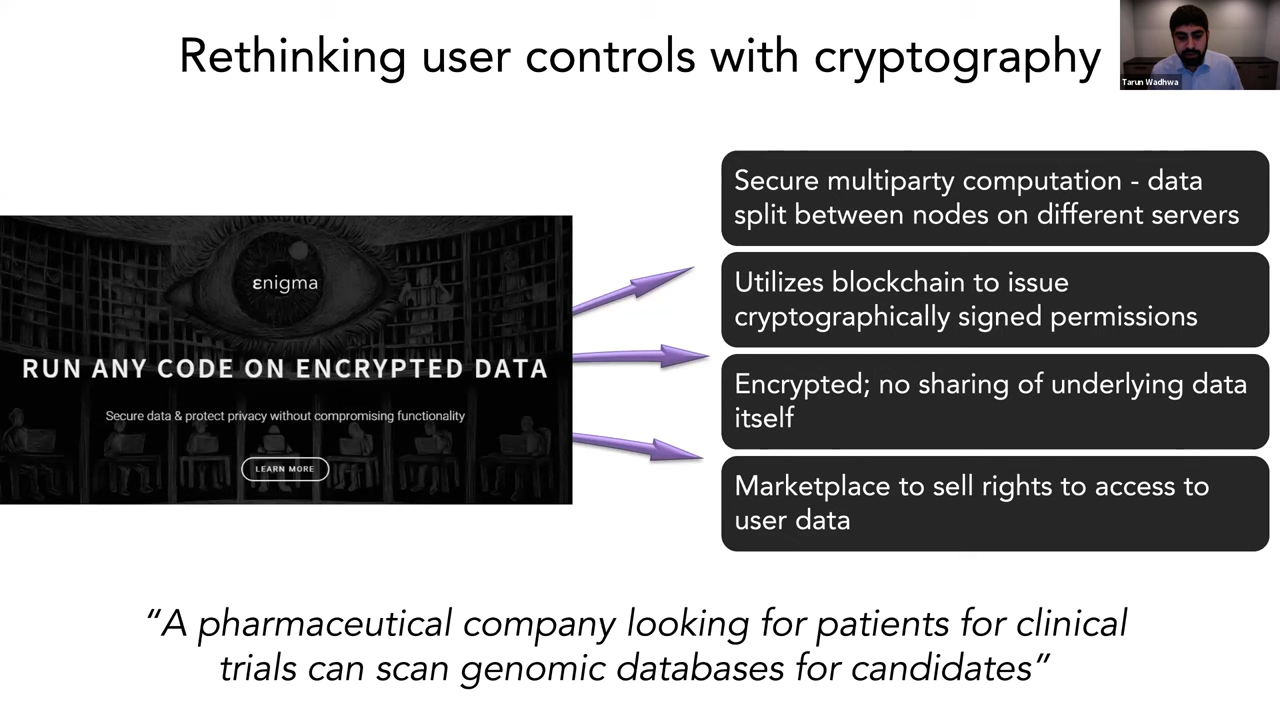 Rethinking user controls with cryptography
Tarun Wadhwa
Secure multiparty computation - data
split between nodes on different servers
εnigma
Utilizes blockchain to issue
cryptographically signed permissions
RUN ANY CODE ON ENCRYPTED DATA
Encrypted; no sharing of underlying data
itself
Secure data & protect privacy without compromising functionality
LEARN MORE
Marketplace to sell rights to access to
user data
“A pharmaceutical company looking for patients for clinical
trials can scan genomic databases for candidates”